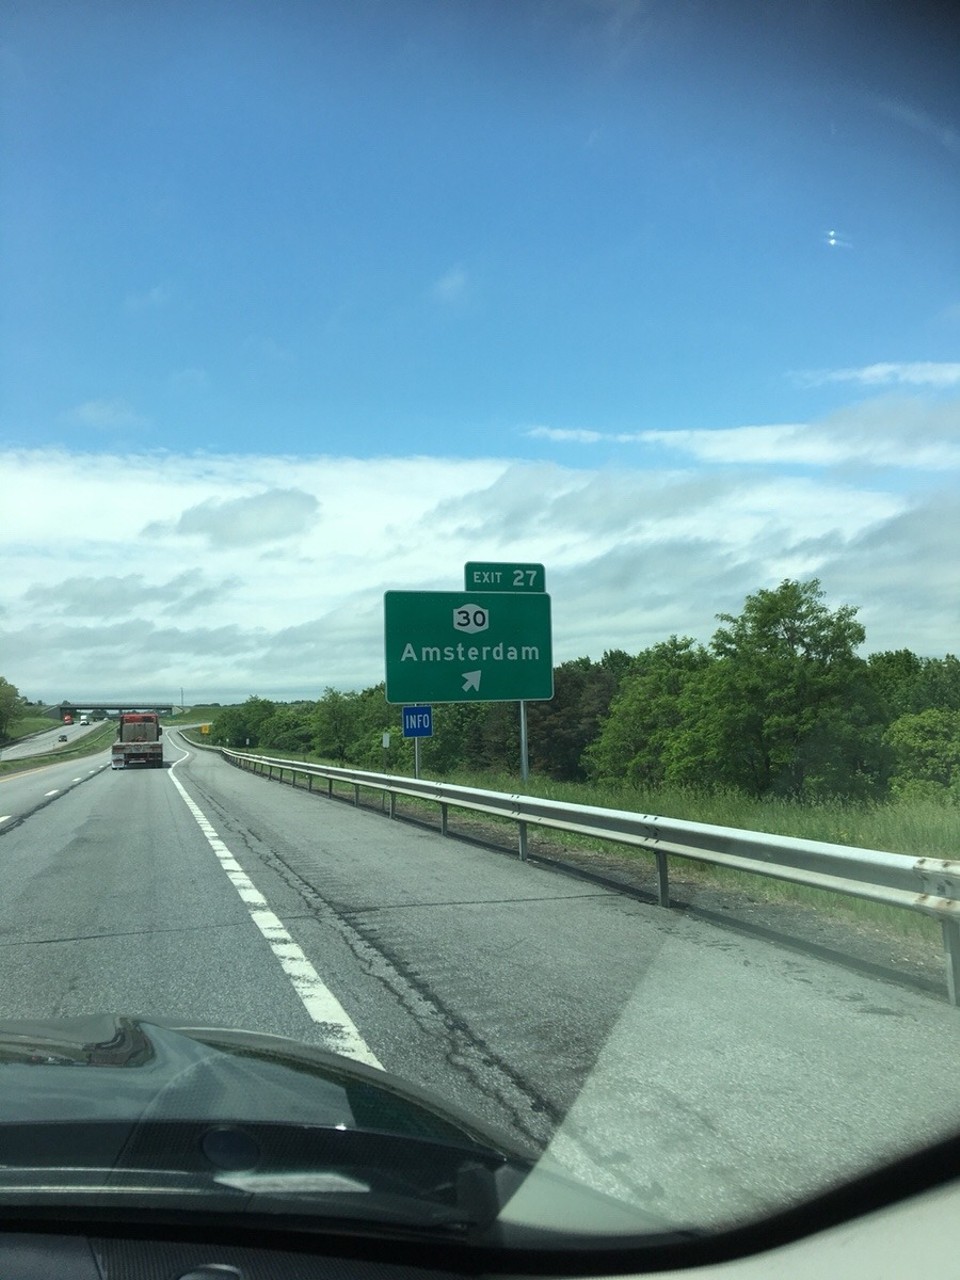 EXIT 27
30
Amsterdam
INFO